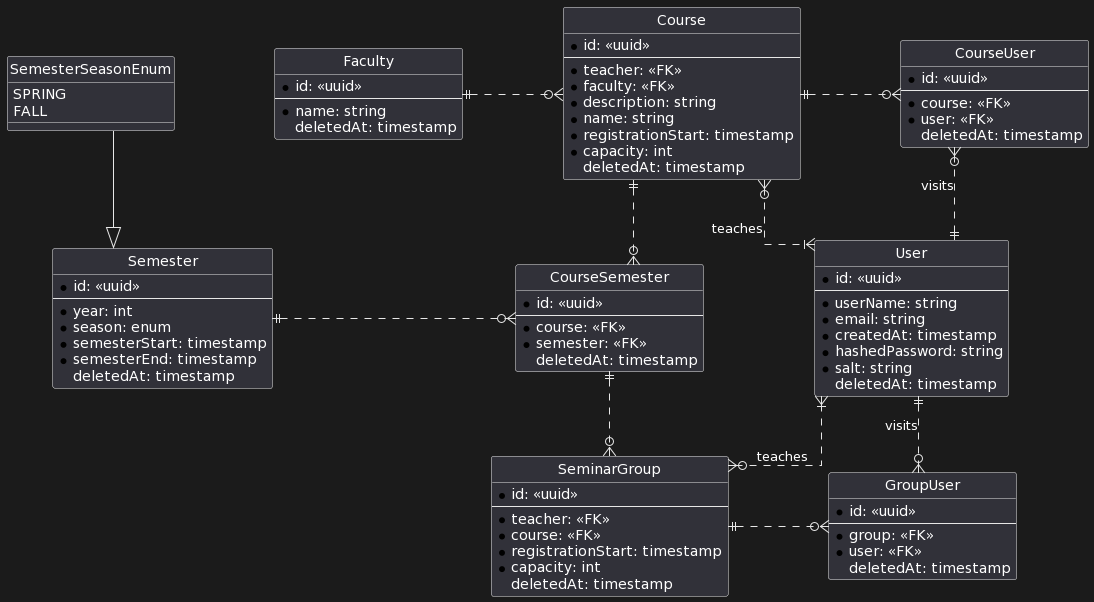 SemesterSeasonEnum
SPRING
FALL
Faculty
id: «uuid»
name: string
deletedAt: timestamp
Course
id: «uuid»
teacher: «FK»
faculty: «FK»
description: string
name: string
registrationStart: timestamp
capacity: int
deletedAt: timestamp
CourseUser
id: «uuid»
course: «FK»
user: «FK»
deletedAt: timestamp
visits
teaches
Semester
id: «uuid»
year: int
season: enum
semesterStart: timestamp
semesterEnd: timestamp
deletedAt: timestamp
CourseSemester
id: «uuid»
course: «FK»
semester: «FK»
deletedAt: timestamp
User
id: «uuid»
userName: string
email: string
createdAt: timestamp
hashedPassword: string
salt: string
deletedAt: timestamp
visits
teaches
SeminarGroup
id: «uuid»
teacher: «FK»
course: «FK»
registrationStart: timestamp
capacity: int
deletedAt: timestamp
GroupUser
id: «uuid»
group: «FK»
user: «FK»
deletedAt: timestamp